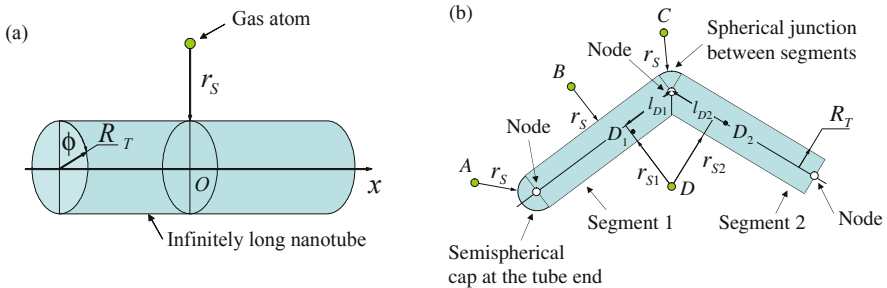 (a)
Gas atom
r_S
ϕ
R_T
O
x
Infinitely long nanotube
(b)
C
Spherical junction
between segments
Node
r_S
B
r_S
l_D1
l_D2
D_1
D_2
R_T
Node
A
r_S
r_S1
r_S2
D
Node
Segment 1
Segment 2
Semispherical
cap at the tube end